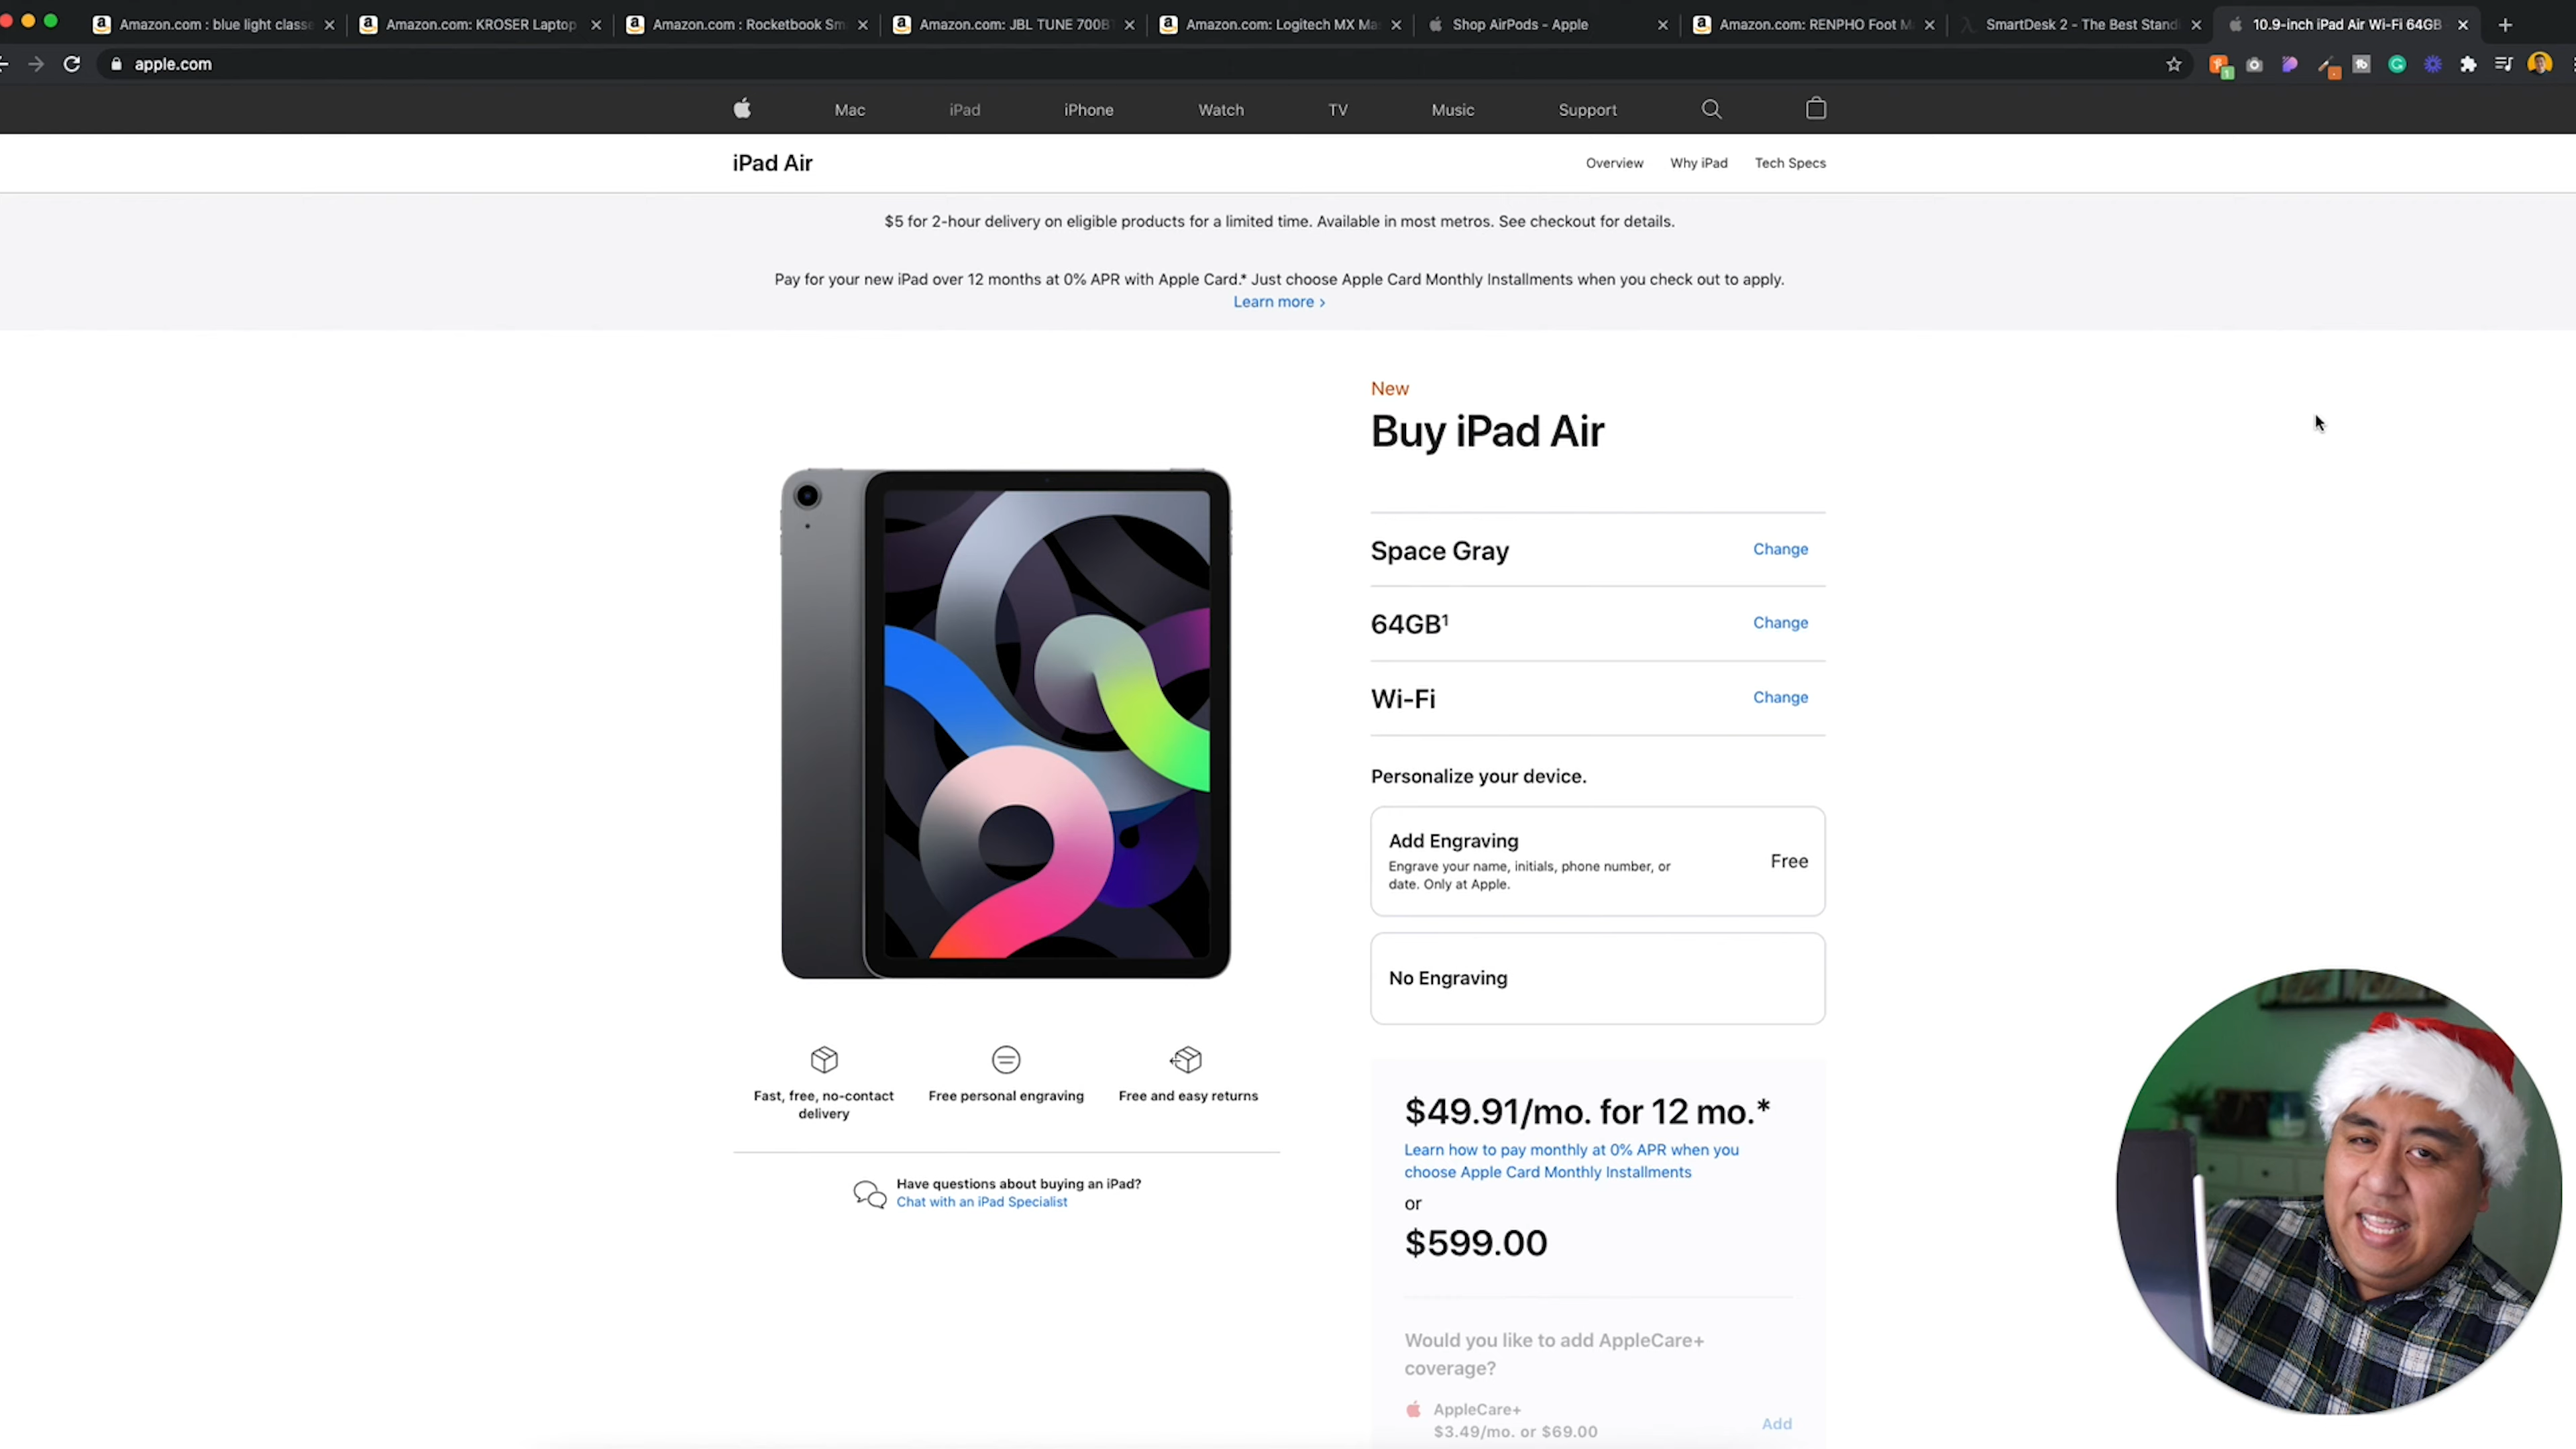 Amazon.com : blue light classe
Amazon.com: KROSER Laptop
Amazon.com : Rocketbook Sm
Amazon.com: JBL TUNE 700BT
Amazon.com: Logitech MX Mas
Shop AirPods - Apple
Amazon.com: RENPHO Foot M
SmartDesk 2 - The Best Stand
10.9-inch iPad Air Wi-Fi 64GB
apple.com
Mac
iPad
iPhone
Watch
TV
Music
Support
iPad Air
Overview
Why iPad
Tech Specs
$5 for 2-hour delivery on eligible products for a limited time. Available in most metros. See checkout for details.
Pay for your new iPad over 12 months at 0% APR with Apple Card.* Just choose Apple Card Monthly Installments when you check out to apply.
Learn more >
New
Buy iPad Air
Space Gray
Change
64GB¹
Change
Wi-Fi
Change
Personalize your device.
Add Engraving
Engrave your name, initials, phone number, or
date. Only at Apple.
Free
No Engraving
Fast, free, no-contact
delivery
Free personal engraving
Free and easy returns
Have questions about buying an iPad?
Chat with an iPad Specialist
$49.91/mo. for 12 mo.*
Learn how to pay monthly at 0% APR when you
choose Apple Card Monthly Installments
or
$599.00
Would you like to add AppleCare+
coverage?
AppleCare+
$3.49/mo. or $69.00
Add